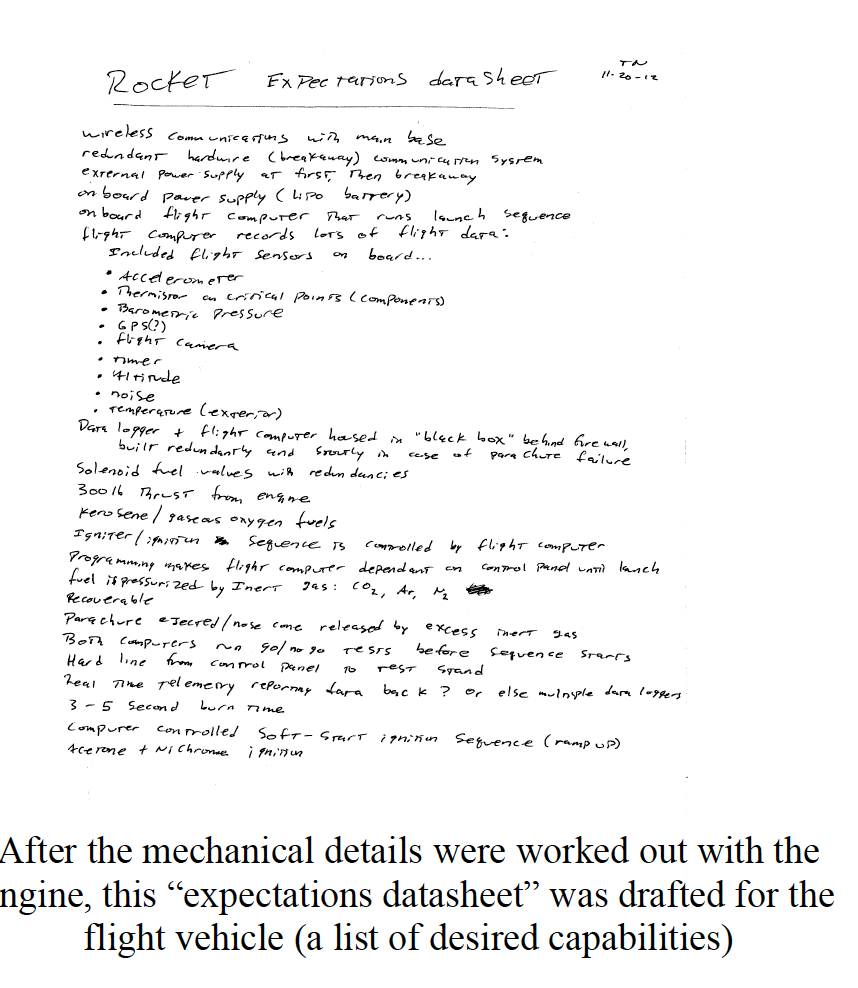 TN
11-20-12
Rocket Expectations datasheet
wireless communications with main base
redundant hardwire (breakaway) communication system
external power supply at first, then breakaway
onboard power supply (LiPo battery)
onboard flight computer that runs launch sequence
flight computer records lots of flight data:
Included flight sensors on board...
• Accelerometer
• Thermistor on critical points (components)
• Barometric pressure
• GPS(?)
• flight camera
• timer
• Altitude
• noise
• temperature (exterior)
Data logger + flight computer housed in "black box" behind fire wall,
built redundantly and stoutly in case of parachute failure
Solenoid fuel valves with redundancies
300 lb Thrust from engine
Kerosene/gaseous oxygen fuels
Igniter/ignition sequence is controlled by flight computer
Programming makes flight computer dependant on control panel until launch
fuel is pressurized by Inert gas: CO2, Ar, N2
Recoverable
Parachute ejected/nose cone released by excess inert gas
Both computers run go/no go tests before sequence starts
Hard line from control panel to test stand
Real Time Telemetry reporting data back? or else multiple data loggers
3-5 second burn time
Computer controlled soft-start ignition sequence (ramp up)
Acetone + NiChrome ignition
After the mechanical details were worked out with the
ngine, this “expectations datasheet” was drafted for the
flight vehicle (a list of desired capabilities)